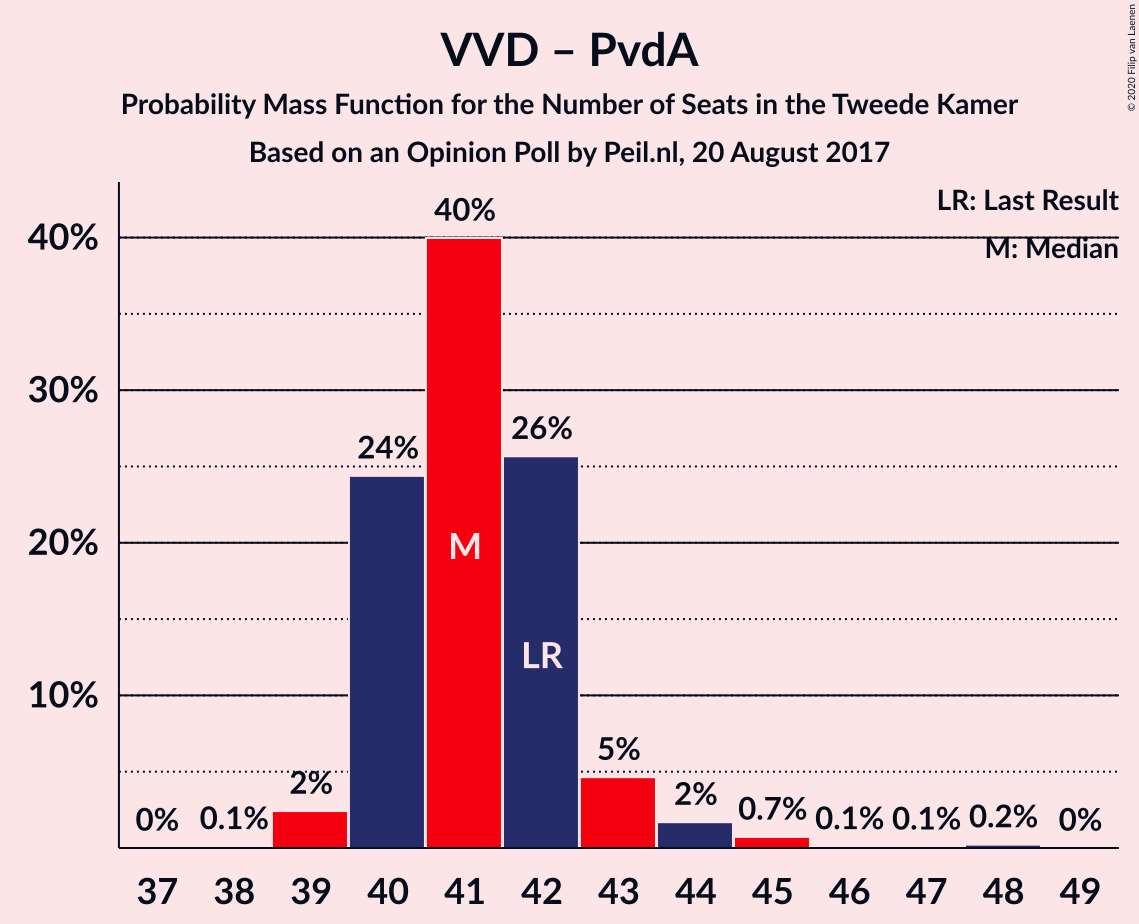 VVD – PvdA
Probability Mass Function for the Number of Seats in the Tweede Kamer
Based on an Opinion Poll by Peil.nl, 20 August 2017
© 2020 Filip van Laenen
LR: Last Result
M: Median
40%
30%
20%
10%
0%
0.1%
2%
24%
40%
26%
5%
2%
0.7%
0.1%
0.1%
0.2%
0%
M
LR
37 38 39 40 41 42 43 44 45 46 47 48 49